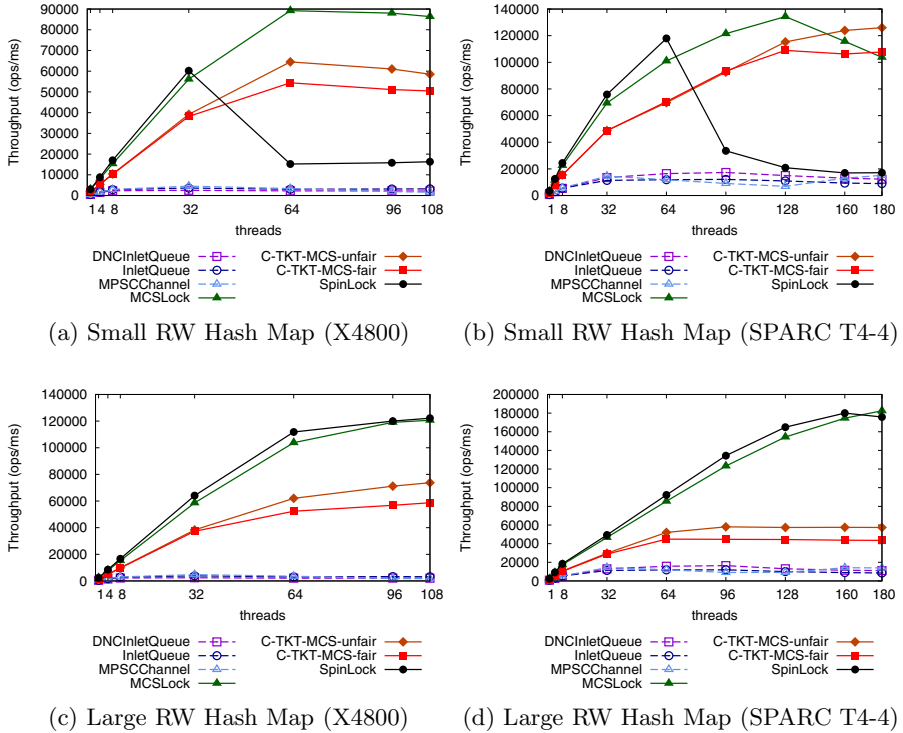 Throughput (ops/ms)
90000
80000
70000
60000
50000
40000
30000
20000
10000
0
1 4 8 32 64 96 108
threads
DNCInletQueue
InletQueue
MPSCChannel
MCSLock
C-TKT-MCS-unfair
C-TKT-MCS-fair
SpinLock
(a) Small RW Hash Map (X4800)
Throughput (ops/ms)
140000
120000
100000
80000
60000
40000
20000
0
1 8 32 64 96 128 160 180
threads
DNCInletQueue
InletQueue
MPSCChannel
MCSLock
C-TKT-MCS-unfair
C-TKT-MCS-fair
SpinLock
(b) Small RW Hash Map (SPARC T4-4)
Throughput (ops/ms)
140000
120000
100000
80000
60000
40000
20000
0
1 4 8 32 64 96 108
threads
DNCInletQueue
InletQueue
MPSCChannel
MCSLock
C-TKT-MCS-unfair
C-TKT-MCS-fair
SpinLock
(c) Large RW Hash Map (X4800)
Throughput (ops/ms)
200000
180000
160000
140000
120000
100000
80000
60000
40000
20000
0
1 8 32 64 96 128 160 180
threads
DNCInletQueue
InletQueue
MPSCChannel
MCSLock
C-TKT-MCS-unfair
C-TKT-MCS-fair
SpinLock
(d) Large RW Hash Map (SPARC T4-4)